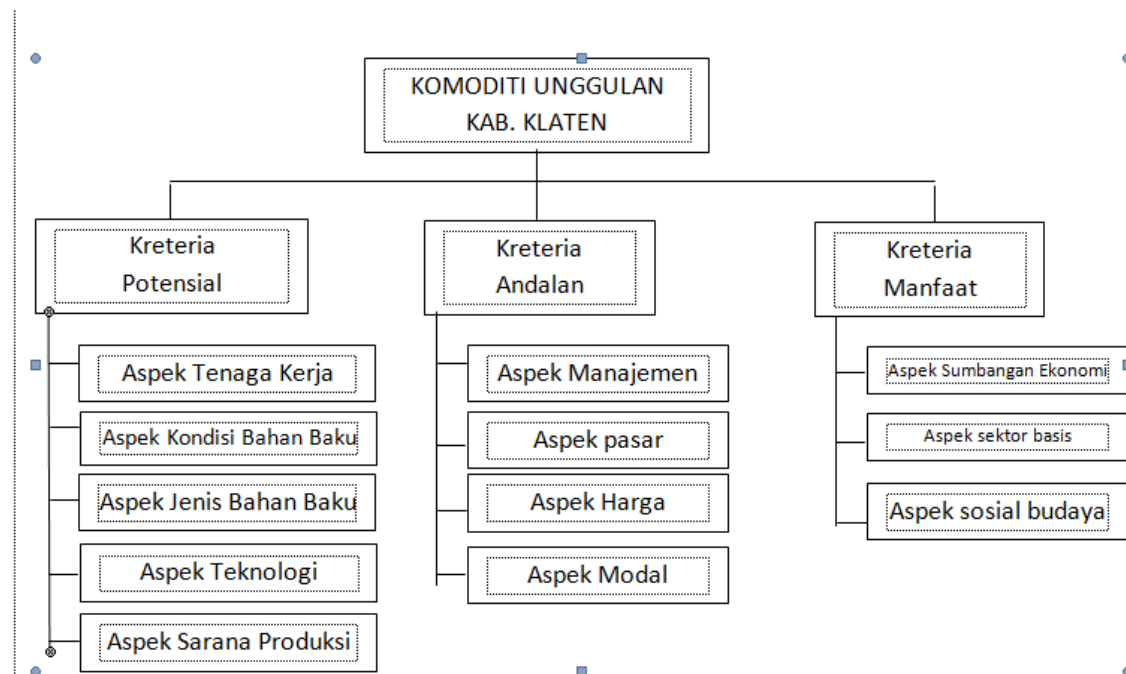 KOMODITI UNGGULAN
KAB. KLATEN
Kreteria
Potensial
Aspek Tenaga Kerja
Aspek Kondisi Bahan Baku
Aspek Jenis Bahan Baku
Aspek Teknologi
Aspek Sarana Produksi
Kreteria
Andalan
Aspek Manajemen
Aspek pasar
Aspek Harga
Aspek Modal
Kreteria
Manfaat
Aspek Sumbangan Ekonomi
Aspek sektor basis
Aspek sosial budaya